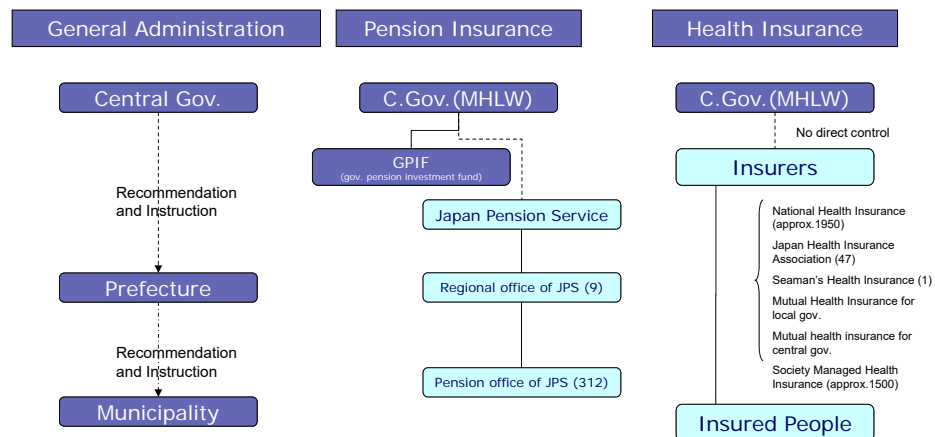 General Administration
Central Gov.
Recommendation
and Instruction
Prefecture
Recommendation
and Instruction
Municipality
Pension Insurance
C.Gov.(MHLW)
GPIF
(gov. pension investment fund)
Japan Pension Service
Regional office of JPS (9)
Pension office of JPS (312)
Health Insurance
C.Gov.(MHLW)
No direct control
Insurers
National Health Insurance
(approx.1950)
Japan Health Insurance
Association (47)
Seaman's Health Insurance (1)
Mutual Health Insurance for
local gov.
Mutual health insurance for
central gov.
Society Managed Health
Insurance (approx.1500)
Insured People